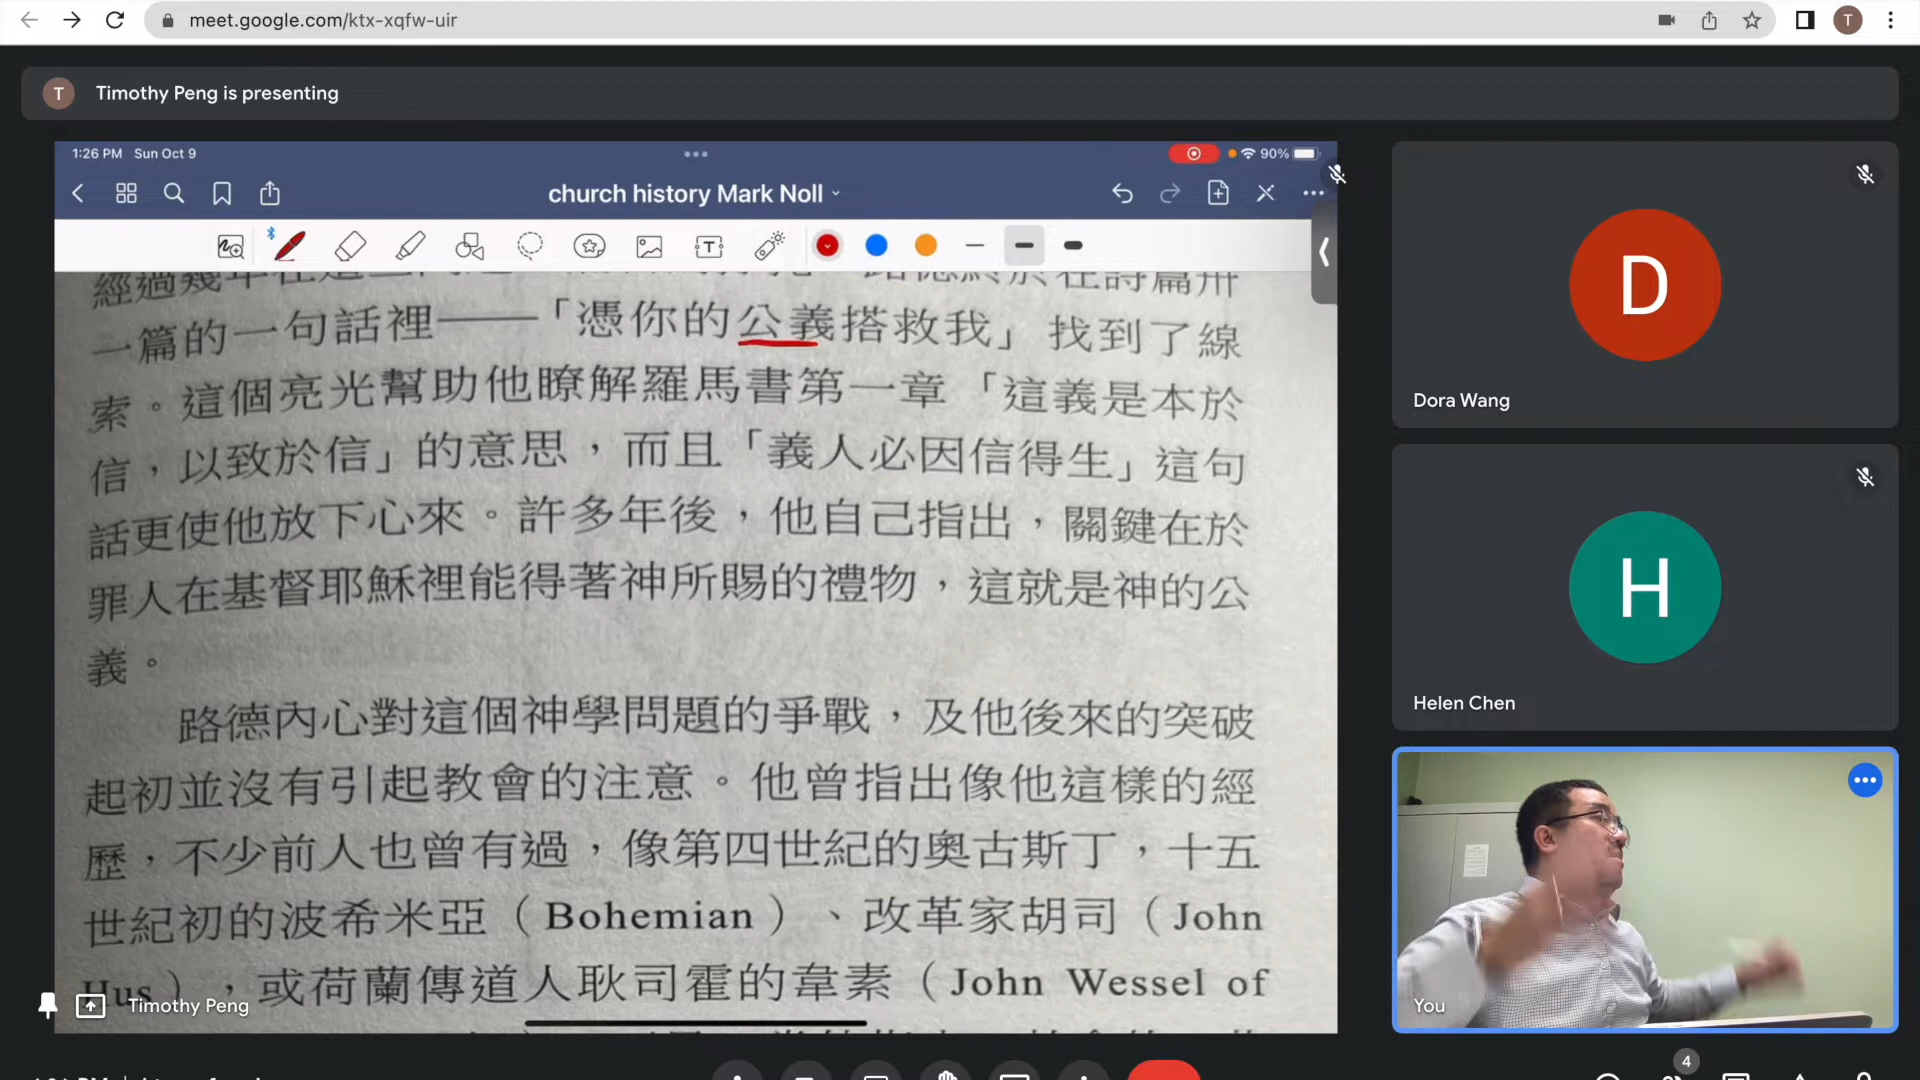 meet.google.com/ktx-xqfw-uir
T
T
Timothy Peng is presenting
1:26 PM Sun Oct 9
90%
church history Mark Noll
T
一篇的一句話裡——「憑你的公義搭救我」找到了線
索。這個亮光幫助他瞭解羅馬書第一章「這義是本於
信，以致於信」的意思，而且「義人必因信得生」這句
話更使他放下心來。許多年後，他自己指出，關鍵在於
罪人在基督耶穌裡能得著神所賜的禮物，這就是神的公
義。
路德內心對這個神學問題的爭戰，及他後來的突破
起初並沒有引起教會的注意。他曾指出像他這樣的經
歷，不少前人也曾有過，像第四世紀的奧古斯丁，十五
世紀初的波希米亞（Bohemian）、改革家胡司（John
Hus），或荷蘭傳道人耿司霍的韋素（John Wessel of
Timothy Peng
D
Dora Wang
H
Helen Chen
You
4